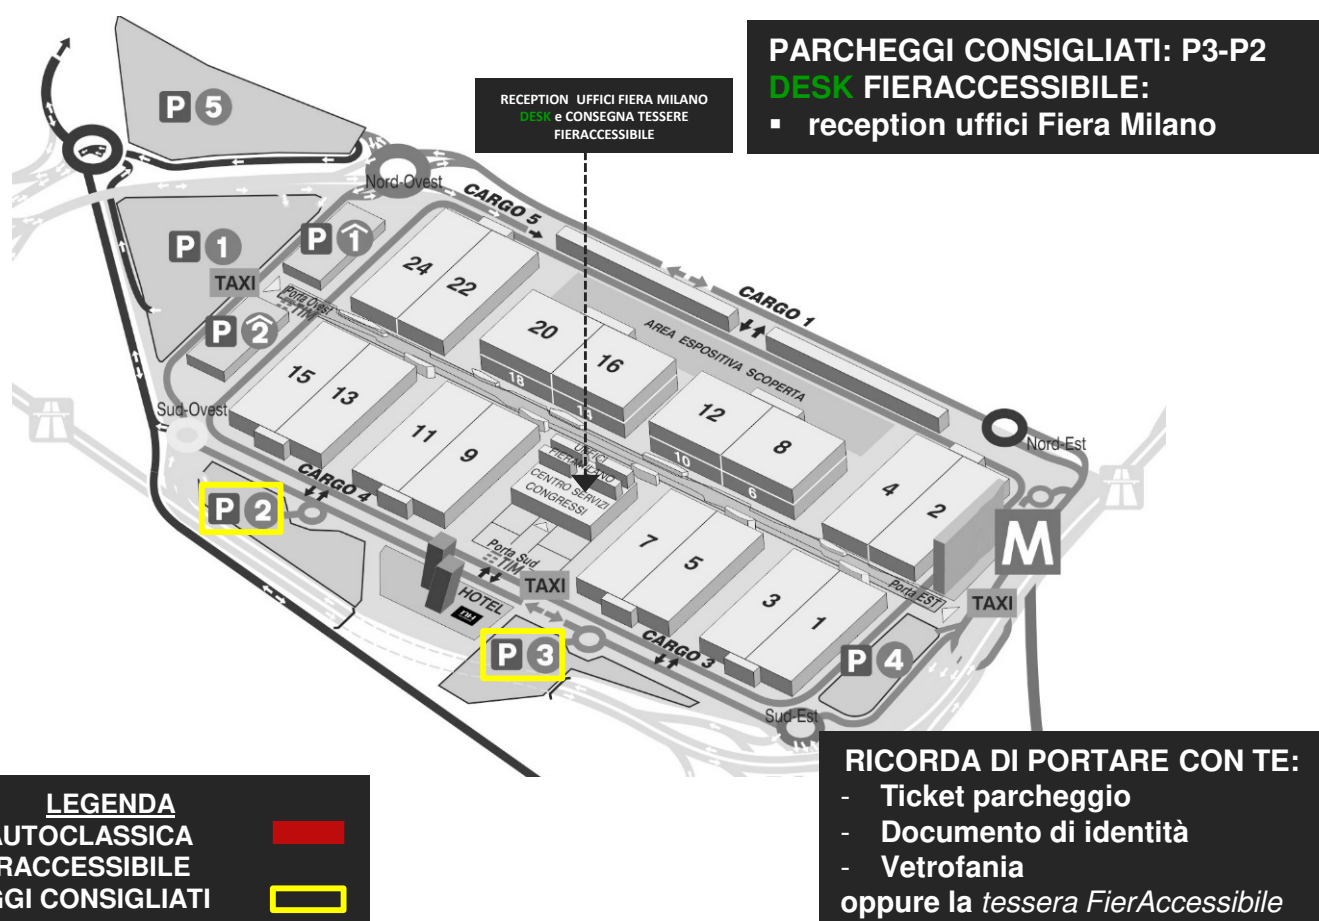 PARCHEGGI CONSIGLIATI: P3-P2
DESK FIERACCESSIBILE:
▪ reception uffici Fiera Milano
RECEPTION UFFICI FIERA MILANO
DESK e CONSEGNA TESSERE
FIERACCESSIBILE
P 5
Nord-Ovest
CARGO 5
P 1
P 1
TAXI
Porta Ovest
TIM
P 2
24
22
CARGO 1
AREA ESPOSITIVA SCOPERTA
20
16
18
14
15
13
12
8
10
6
Nord-Est
Sud-Ovest
11
9
UFFICI
FIERA MILANO
CENTRO SERVIZI
CONGRESSI
4
2
M
CARGO 4
P 2
Porta Sud
TIM
TAXI
HOTEL
nH
7
5
3
1
Porta EST
TAXI
P 3
CARGO 3
P 4
Sud-Est
LEGENDA
AUTOCLASSICA
RACCESSIBILE
GGI CONSIGLIATI
RICORDA DI PORTARE CON TE:
- Ticket parcheggio
- Documento di identità
- Vetrofania
oppure la tessera FierAccessibile